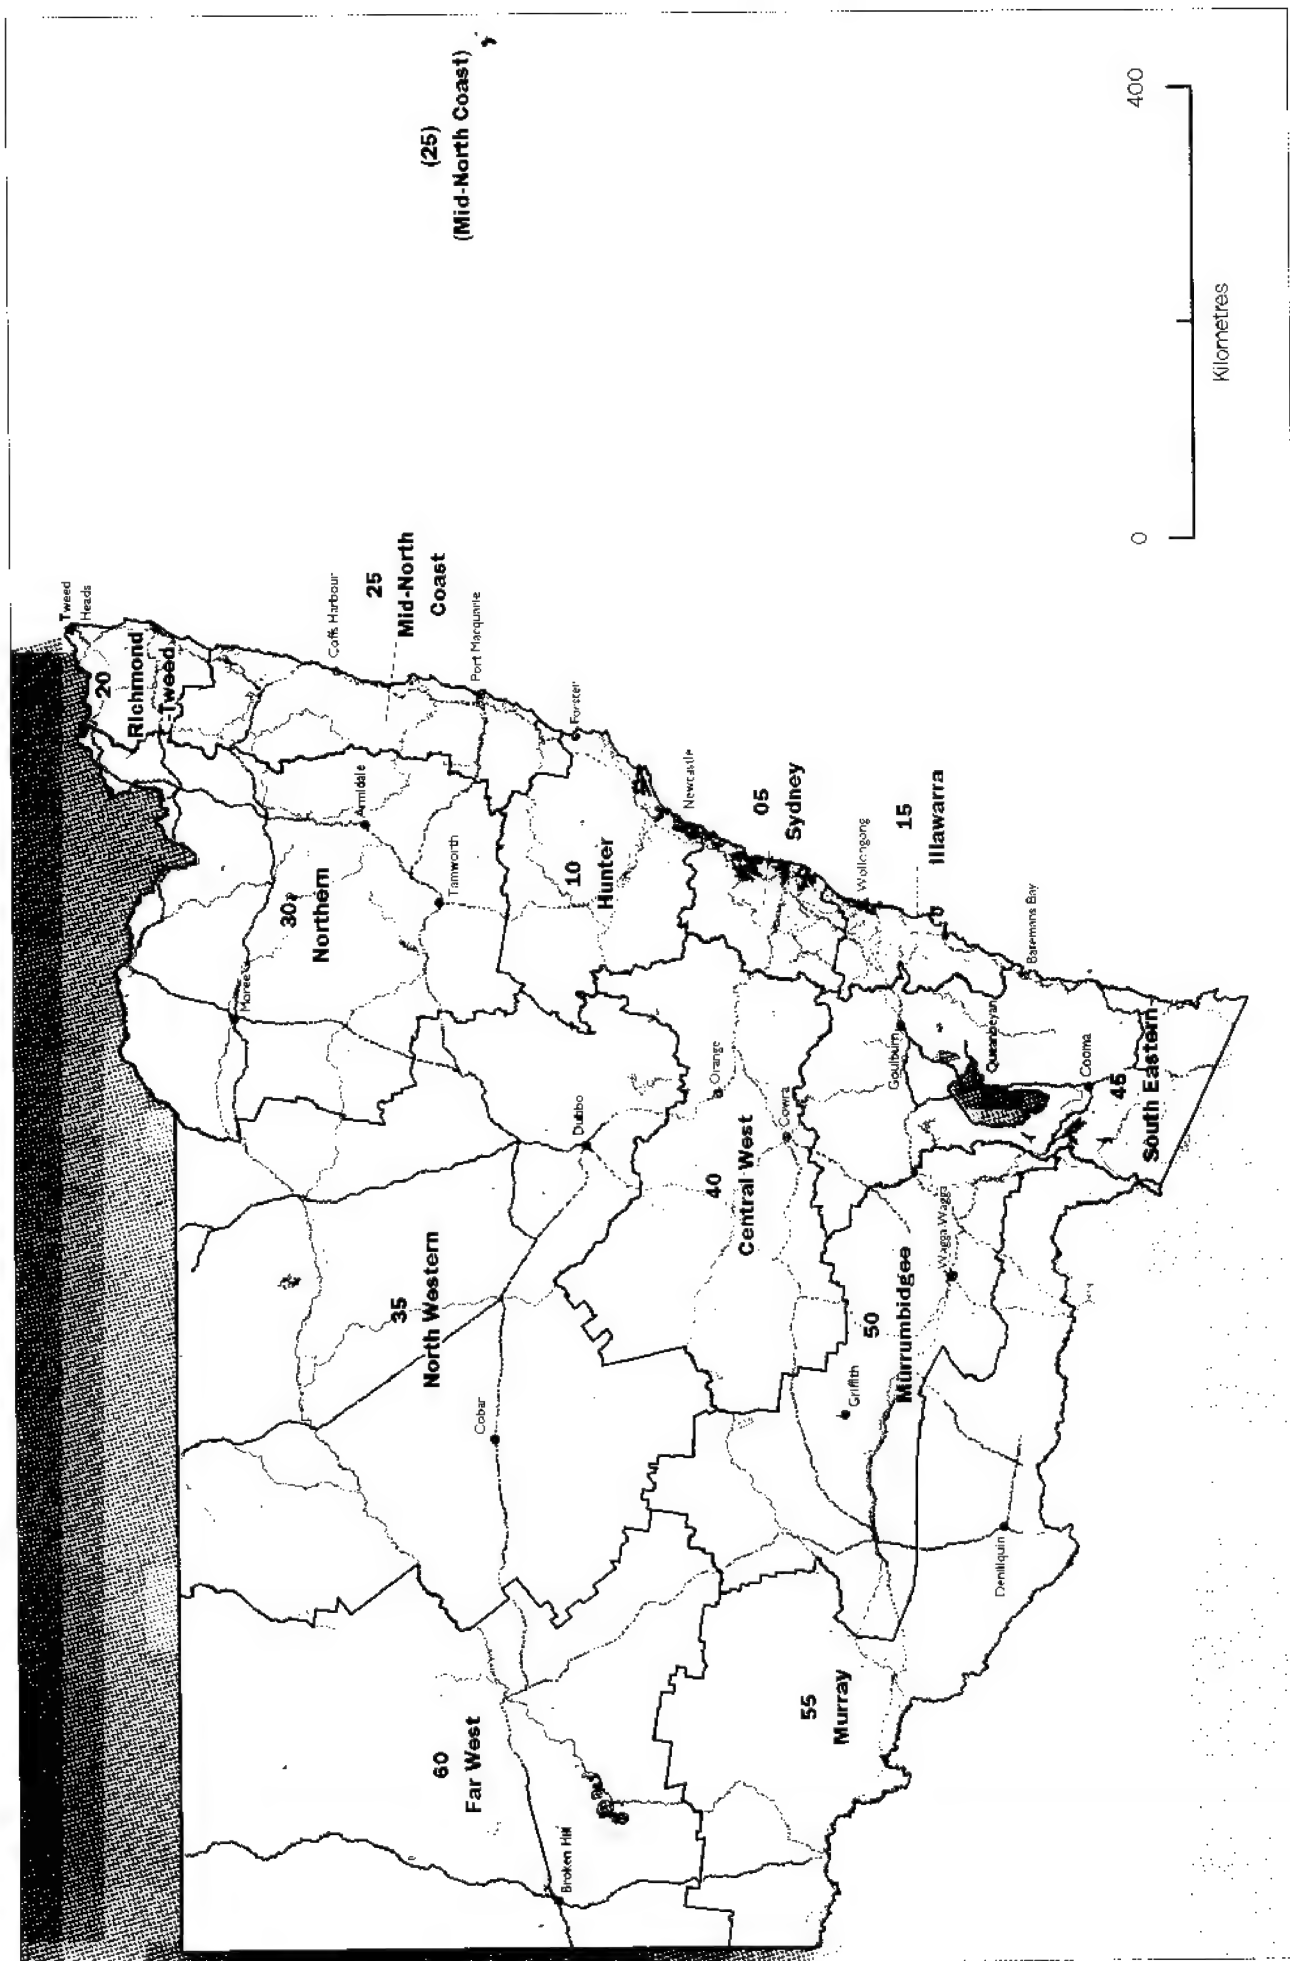 (25)
(Mid-North Coast)
Tweed
Heads
20
Richmond
-Tweed
Coffs Harbour
25
Mid-North
Coast
Port Macquarie
Forster
Armidale
30
Northern
Moree
Tamworth
10
Hunter
Newcastle
05
Sydney
Wollongong
15
Illawarra
Batemans Bay
Dubbo
Orange
Cowra
40
Central West
Goulburn
Queanbeyan
Cooma
45
South Eastern
35
North Western
Cobar
50
Murrumbidgee
Griffith
Wagga Wagga
Deniliquin
60
Far West
Broken Hill
55
Murray
0
400
Kilometres